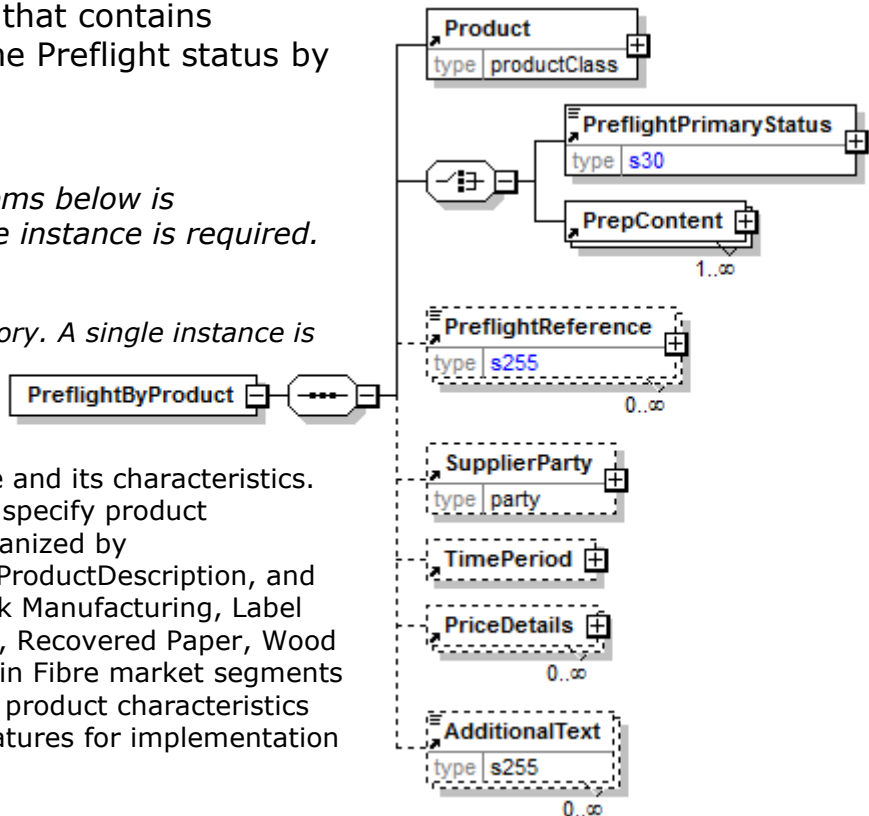 that contains
ne Preflight status by
ems below is
e instance is required.
ory. A single instance is
e and its characteristics.
specify product
anized by
ProductDescription, and
k Manufacturing, Label
, Recovered Paper, Wood
in Fibre market segments
product characteristics
atures for implementation
PreflightByProduct
Product
type productClass
PreflightPrimaryStatus
type s30
PrepContent
1..∞
PreflightReference
type s255
0..∞
SupplierParty
type party
TimePeriod
PriceDetails
0..∞
AdditionalText
type s255
0..∞